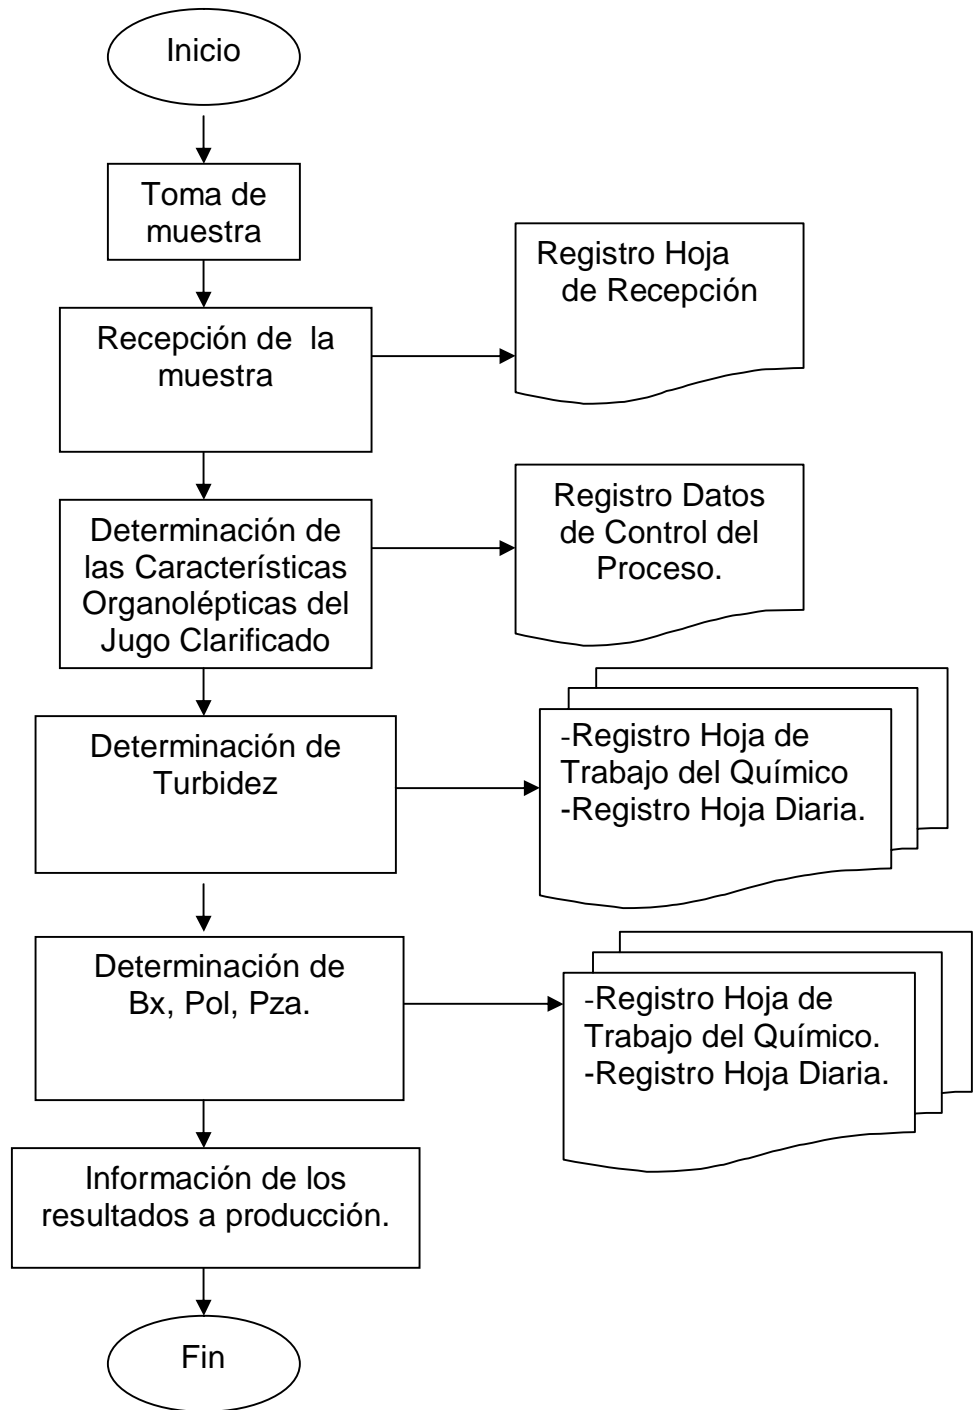 Inicio
Toma de
muestra
Recepción de la
muestra
Registro Hoja
de Recepción
Determinación de
las Características
Organolépticas del
Jugo Clarificado
Registro Datos
de Control del
Proceso.
Determinación de
Turbidez
-Registro Hoja de
Trabajo del Químico
-Registro Hoja Diaria.
Determinación de
Bx, Pol, Pza.
-Registro Hoja de
Trabajo del Químico.
-Registro Hoja Diaria.
Información de los
resultados a producción.
Fin